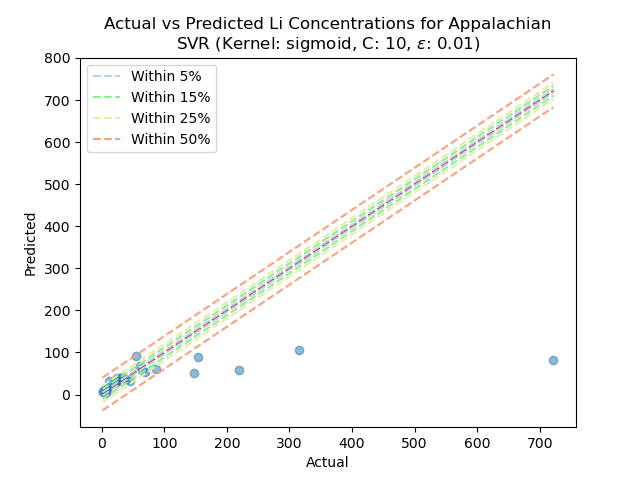 Actual vs Predicted Li Concentrations for Appalachian
SVR (Kernel: sigmoid, C: 10, ε: 0.01)
Within 5%
Within 15%
Within 25%
Within 50%
Predicted
800
700
600
500
400
300
200
100
0
0 100 200 300 400 500 600 700
Actual